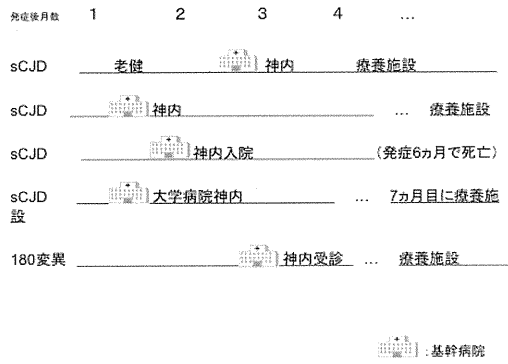 発症後月数 1 2 3 4 …
sCJD 老健 神内 療養施設
sCJD 神内 … 療養施設
sCJD 神内入院 (発症6ヵ月で死亡)
sCJD 大学病院神内 … 7ヵ月目に療養施
設
180変異 神内受診 … 療養施設
：基幹病院